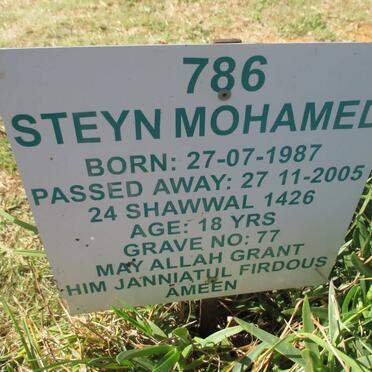 786
STEYN MOHAMED
BORN: 27-07-1987
PASSED AWAY: 27 11-2005
24 SHAWWAL 1426
AGE: 18 YRS
GRAVE NO: 77
MAY ALLAH GRANT
HIM JANNIATUL FIRDOUS
AMEEN